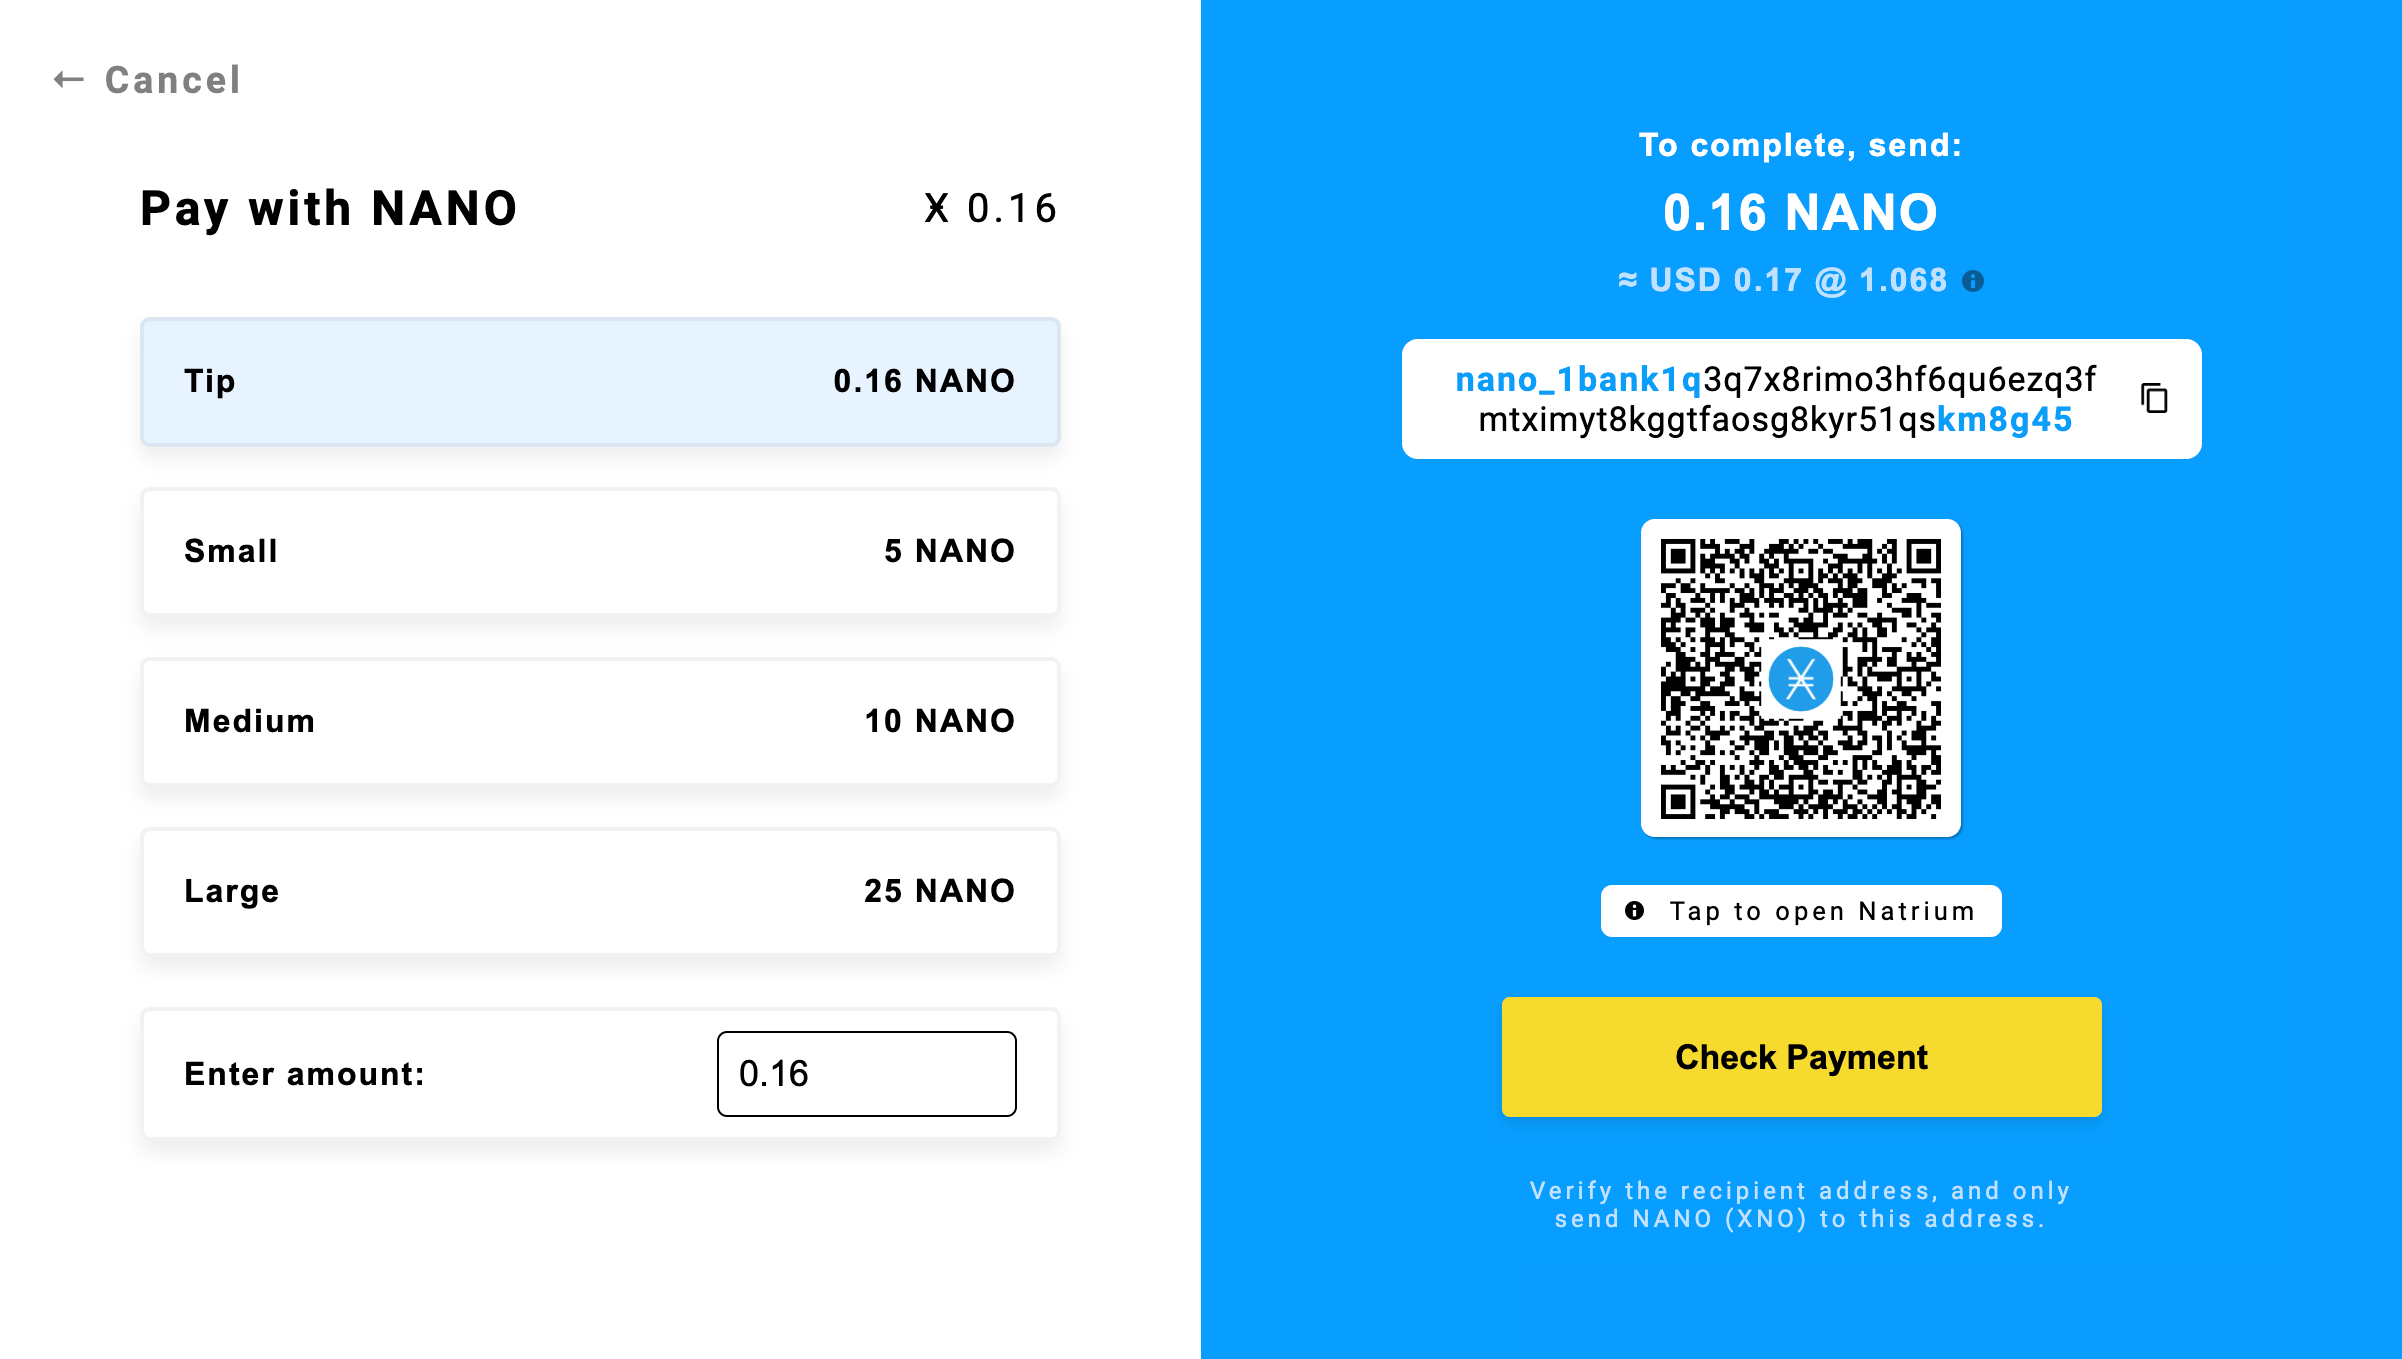 ← Cancel
Pay with NANO
Ӿ 0.16
Tip
0.16 NANO
Small
5 NANO
Medium
10 NANO
Large
25 NANO
Enter amount:
0.16
To complete, send:
0.16 NANO
≈ USD 0.17 @ 1.068
nano_1bank1q3q7x8rimo3hf6qu6ezq3f
mtximyt8kggtfaosg8kyr51qskm8g45
Tap to open Natrium
Check Payment
Verify the recipient address, and only
send NANO (XNO) to this address.